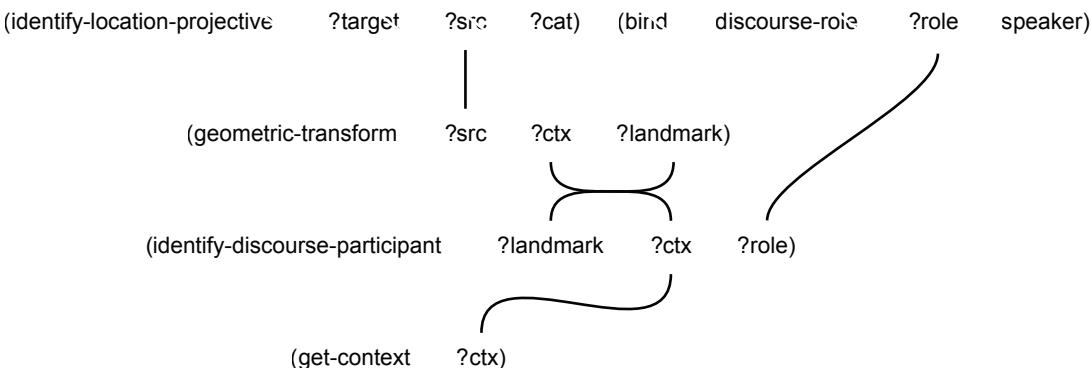 (identify-location-projective ?target ?src ?cat) (bind discourse-role ?role speaker)
(geometric-transform ?src ?ctx ?landmark)
(identify-discourse-participant ?landmark ?ctx ?role)
(get-context ?ctx)